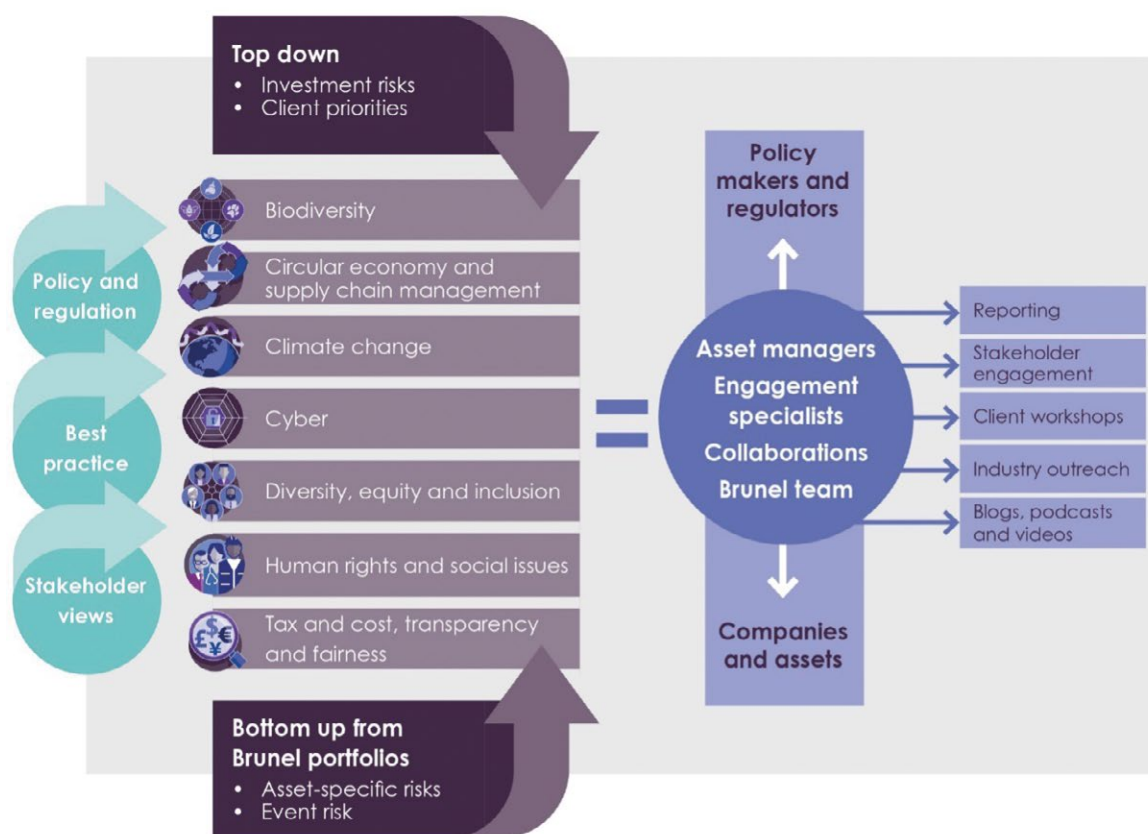 Top down
• Investment risks
• Client priorities
Policy and
regulation
Best
practice
Stakeholder
views
Biodiversity
Circular economy and
supply chain management
Climate change
Cyber
Diversity, equity and inclusion
Human rights and social issues
Tax and cost, transparency
and fairness
£$€¥
Bottom up from
Brunel portfolios
• Asset-specific risks
• Event risk
=
Policy
makers and
regulators
Asset managers
Engagement
specialists
Collaborations
Brunel team
Companies
and assets
Reporting
Stakeholder
engagement
Client workshops
Industry outreach
Blogs, podcasts
and videos